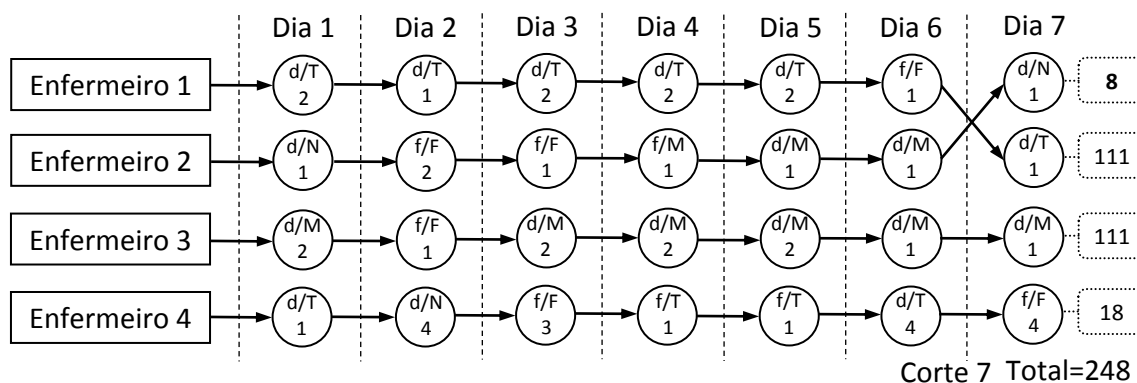 Dia 1 Dia 2 Dia 3 Dia 4 Dia 5 Dia 6 Dia 7
Enfermeiro 1 d/T 2 d/T 1 d/T 2 d/T 2 d/T 2 f/F 1 d/N 1 8
Enfermeiro 2 d/N 1 f/F 2 f/F 1 f/M 1 d/M 1 d/M 1 d/T 1 111
Enfermeiro 3 d/M 2 f/F 1 d/M 2 d/M 2 d/M 2 d/M 1 d/M 1 111
Enfermeiro 4 d/T 1 d/N 4 f/F 3 f/T 1 f/T 1 d/T 4 f/F 4 18
Corte 7 Total=248